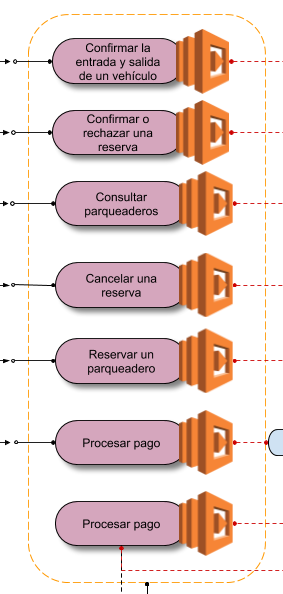 Confirmar la
entrada y salida
de un vehículo
Confirmar o
rechazar una
reserva
Consultar
parqueaderos
Cancelar una
reserva
Reservar un
parqueadero
Procesar pago
Procesar pago